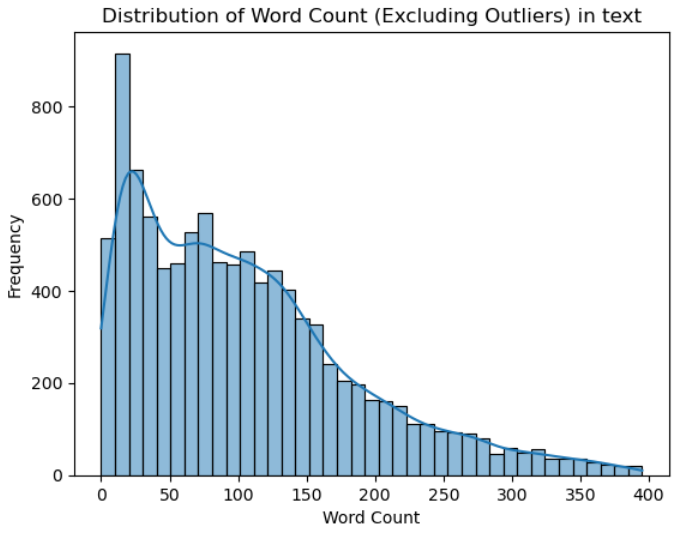 Distribution of Word Count (Excluding Outliers) in text
800
600
400
200
0
Frequency
0 50 100 150 200 250 300 350 400
Word Count